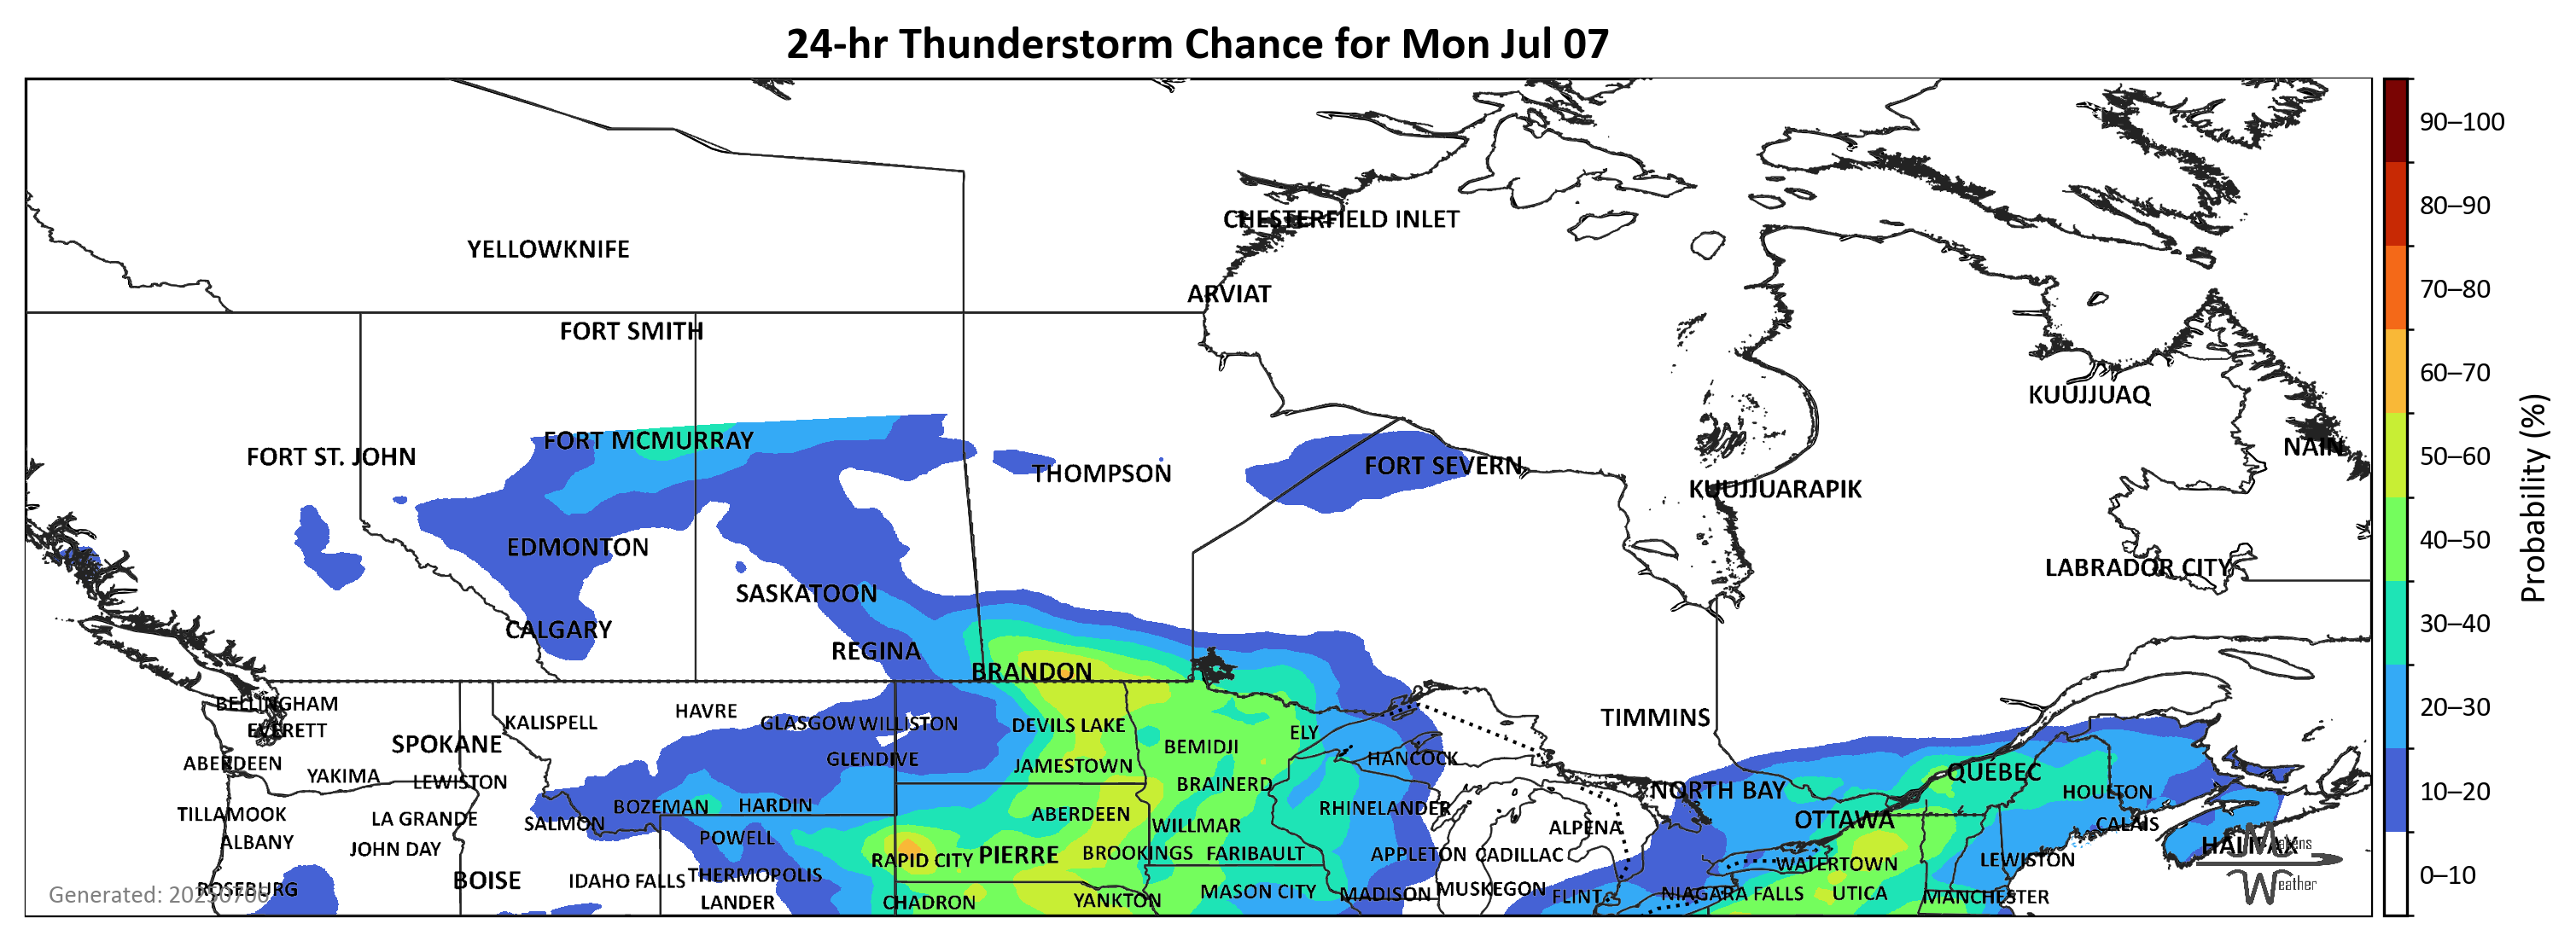 24-hr Thunderstorm Chance for Mon Jul 07
90–100
80–90
70–80
60–70
50–60
40–50
30–40
20–30
10–20
0–10
Probability (%)
CHESTERFIELD INLET
YELLOWKNIFE
ARVIAT
FORT SMITH
KUUJJUAQ
FORT MCMURRAY
NAIN
FORT ST. JOHN
FORT SEVERN
THOMPSON
KUUJJUARAPIK
EDMONTON
LABRADOR CITY
SASKATOON
CALGARY
REGINA
BRANDON
BELLINGHAM
HAVRE
TIMMINS
KALISPELL
GLASGOW WILLISTON
DEVILS LAKE
EVERETT
ELY
SPOKANE
BEMIDJI
GLENDIVE
HANCOCK
ABERDEEN
JAMESTOWN
QUÉBEC
YAKIMA
LEWISTON
BRAINERD
NORTH BAY
HOULTON
BOZEMAN
HARDIN
RHINELANDER
TILLAMOOK
LA GRANDE
ABERDEEN
OTTAWA
SALMON
WILLMAR
ALPENA
CALAIS
POWELL
ALBANY
HALIFAX
Makens
Weather
JOHN DAY
RAPID CITY
PIERRE
BROOKINGS
FARIBAULT
APPLETON
CADILLAC
WATERTOWN
LEWISTON
THERMOPOLIS
BOISE
IDAHO FALLS
ROSEBURG
MUSKEGON
MASON CITY
MADISON
NIAGARA FALLS
UTICA
FLINT
MANCHESTER
LANDER
CHADRON
YANKTON
Generated: 20250706